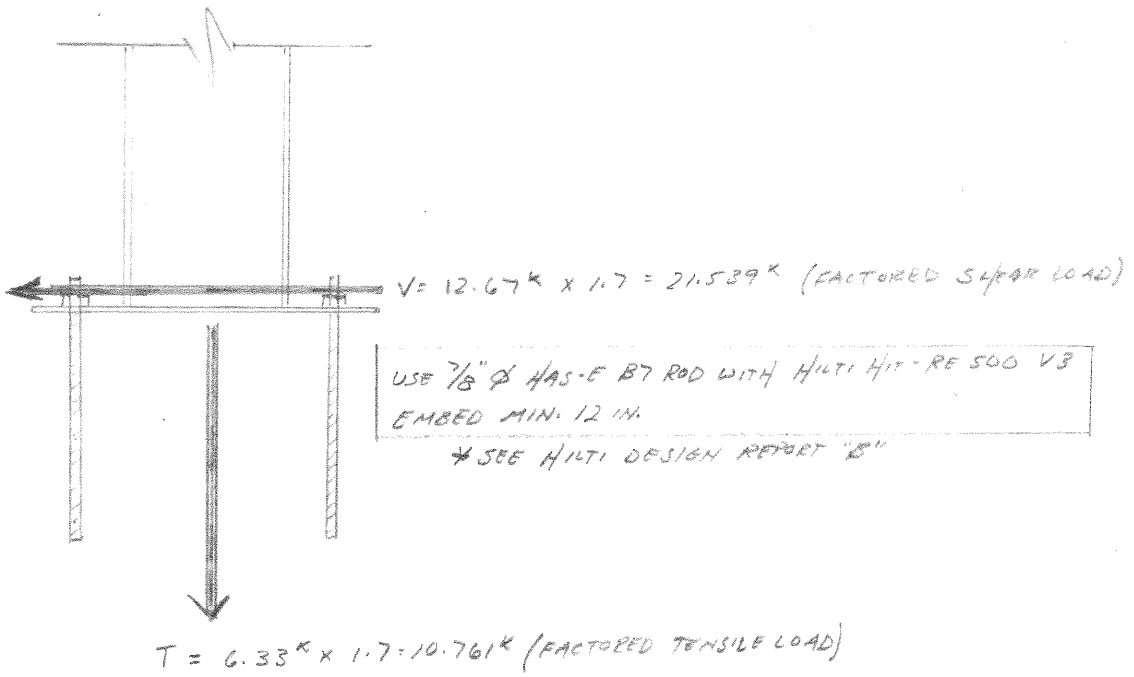 V= 12.67ᴷ x 1.7 = 21.539ᴷ (FACTORED SHEAR LOAD)
USE 7/8" Ø HAS-E B7 ROD WITH HILTI HIT-RE 500 V3
EMBED MIN. 12 IN.
* SEE HILTI DESIGN REPORT "B"
T = 6.33ᴷ x 1.7=10.761ᴷ (FACTORED TENSILE LOAD)